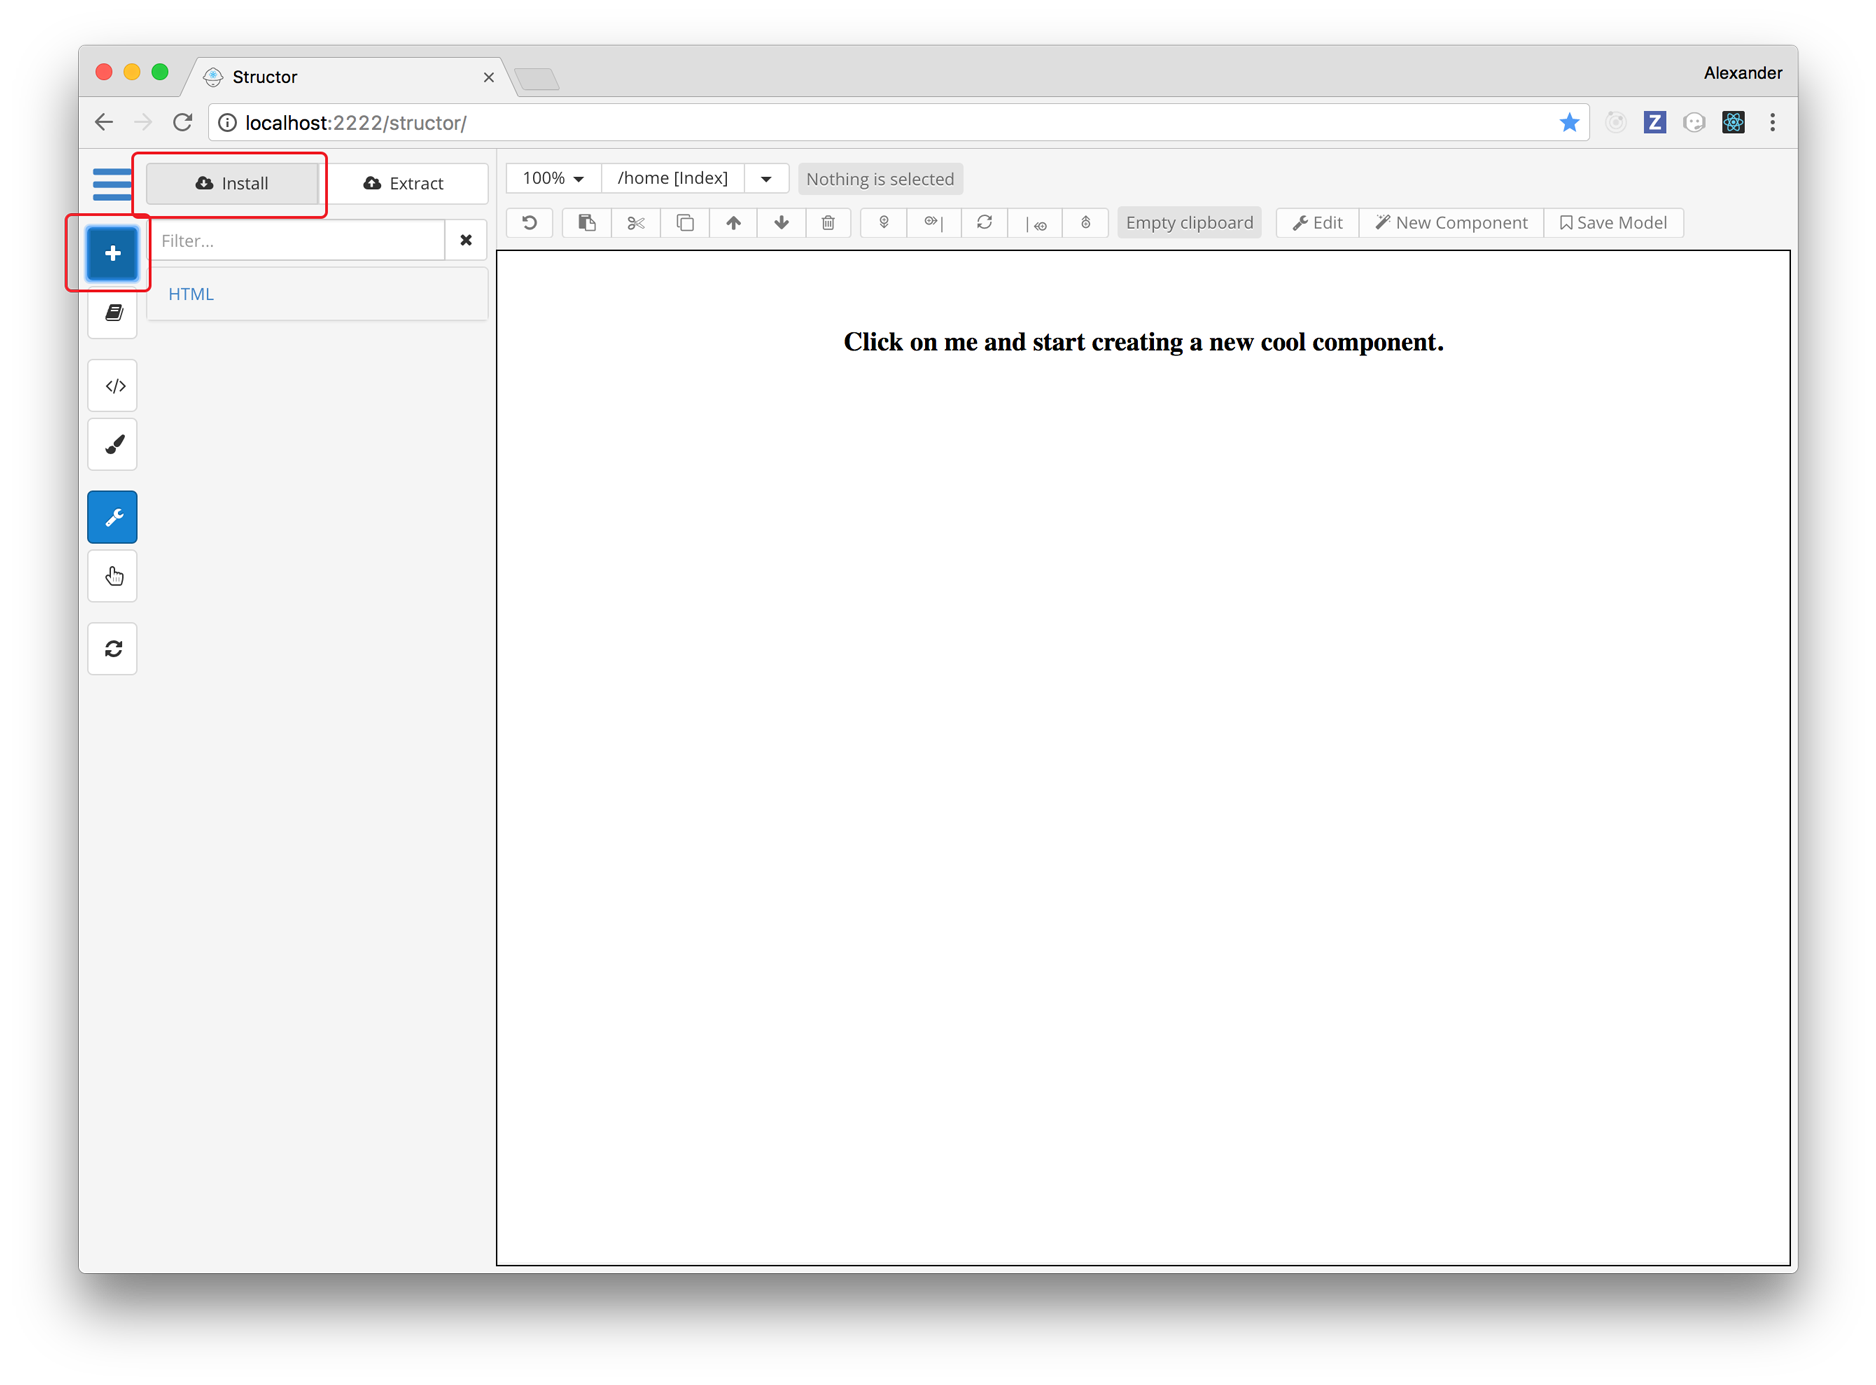 Structor
Alexander
localhost:2222/structor/
Install
Extract
100%
/home [Index]
Nothing is selected
Filter...
Empty clipboard
Edit
New Component
Save Model
HTML
Click on me and start creating a new cool component.
Z